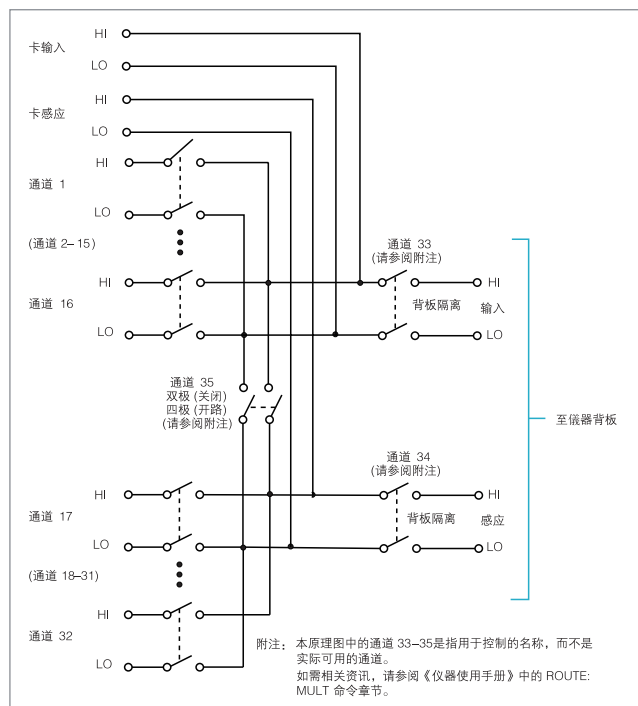 HI
卡输入
LO
HI
卡感应
LO
HI
通道 1
LO
(通道 2–15)
通道 33
(请参阅附注)
HI
通道 16
LO
背板隔离
HI
输入
LO
通道 35
双极 (关闭)
四极 (开路)
(请参阅附注)
至儀器背板
通道 34
(请参阅附注)
HI
通道 17
LO
背板隔离
HI
感应
LO
(通道 18–31)
HI
通道 32
LO
附注： 本原理图中的通道 33–35是指用于控制的名称，而不是
实际可用的通道。
如需相关资讯，请参阅《仪器使用手册》中的 ROUTE:
MULT 命令章节。